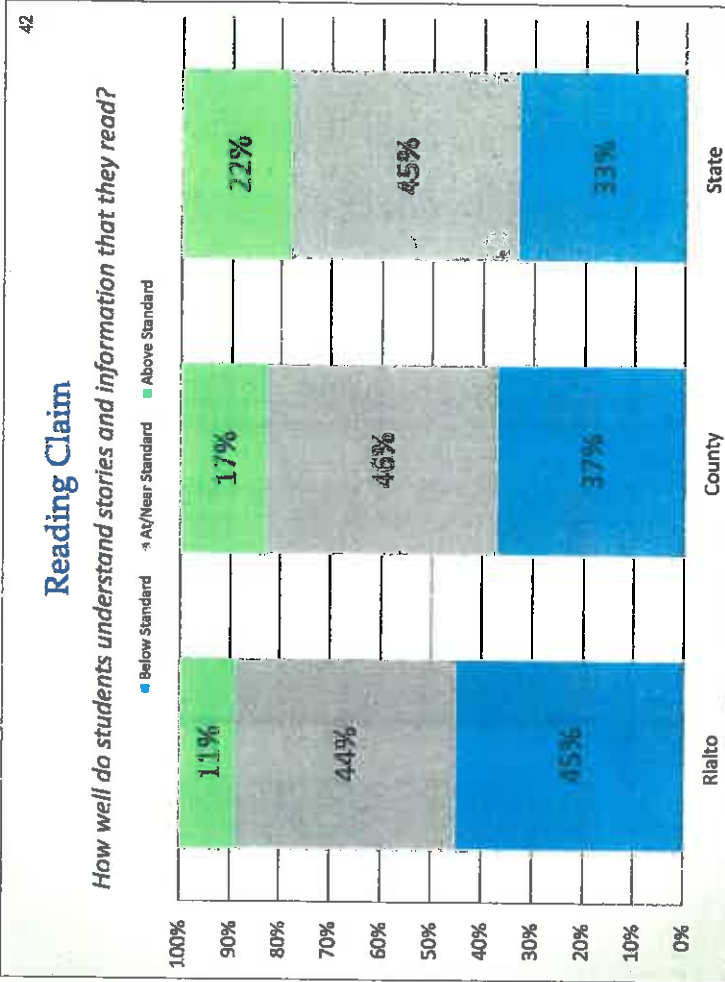 42
Reading Claim
How well do students understand stories and information that they read?
Below Standard At/Near Standard Above Standard
100%
90%
80%
70%
60%
50%
40%
30%
20%
10%
0%
11% 17% 22%
44% 46% 45%
45% 37% 33%
Rialto County State